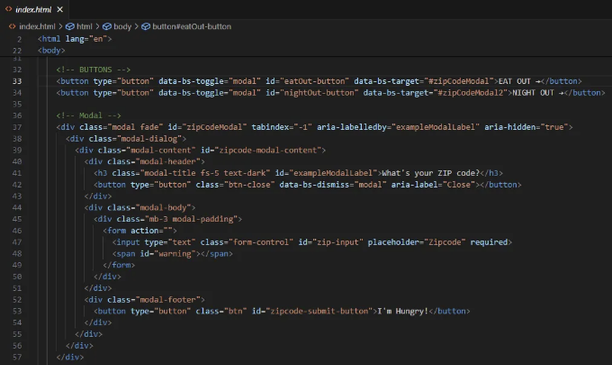 index.html ×
index.html > html > body > button#eatOut-button
2 <html lang="en">
22 <body>
31
32 <!-- BUTTONS -->
33 <button type="button" data-bs-toggle="modal" id="eatOut-button" data-bs-target="#zipCodeModal">EAT OUT →</button>
34 <button type="button" data-bs-toggle="modal" id="nightOut-button" data-bs-target="#zipCodeModal2">NIGHT OUT →</button>
35
36 <!-- Modal -->
37 <div class="modal fade" id="zipCodeModal" tabindex="-1" aria-labelledby="exampleModalLabel" aria-hidden="true">
38 <div class="modal-dialog">
39 <div class="modal-content" id="zipcode-modal-content">
40 <div class="modal-header">
41 <h3 class="modal-title fs-5 text-dark" id="exampleModalLabel">What's your ZIP code?</h3>
42 <button type="button" class="btn-close" data-bs-dismiss="modal" aria-label="Close"></button>
43 </div>
44 <div class="modal-body">
45 <div class="mb-3 modal-padding">
46 <form action="">
47 <input type="text" class="form-control" id="zip-input" placeholder="Zipcode" required>
48 <span id="warning"></span>
49 </form>
50 </div>
51 </div>
52 <div class="modal-footer">
53 <button type="button" class="btn" id="zipcode-submit-button">I'm Hungry!</button>
54 </div>
55 </div>
56 </div>
57 </div>